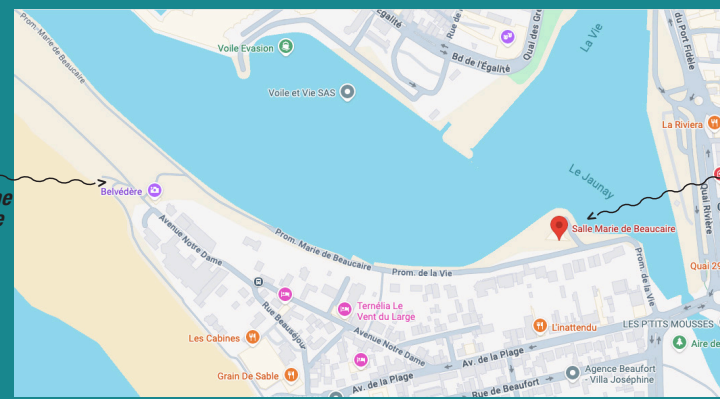 Prom. Marie de Beaucaire
Voile Evasion
Voile et Vie SAS
Bd de l'Égalité
Quai des
La Vie
du Port Fidèle
La Riviera
Quai Rivière
Le Jaunay
Belvédère
Salle Marie de Beaucaire
Avenue Notre Dame
Prom. Marie de Beaucaire
Prom. de la Vie
Prom. de la Vie
Quai 29
Ternélia Le
Vent du Large
Rue Beauséjour
Les Cabines
Avenue Notre Dame
L'inattendu
LES P'TITS MOUSSES
Aire de
Av. de la Plage
Grain De Sable
Av. de la Plage
Agence Beaufort
- Villa Joséphine
Rue de Beaufort